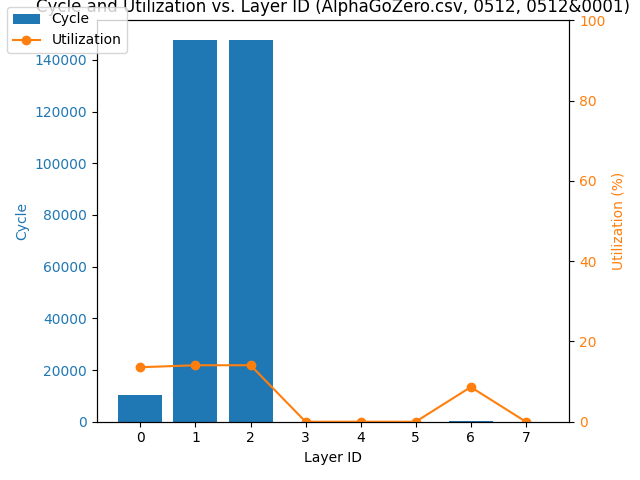 Cycle and Utilization vs. Layer ID (AlphaGoZero.csv, 0512, 0512&0001)
Cycle
Utilization
140000
120000
100000
80000
60000
40000
20000
0
Cycle
100
80
60
40
20
0
Utilization (%)
0 1 2 3 4 5 6 7
Layer ID